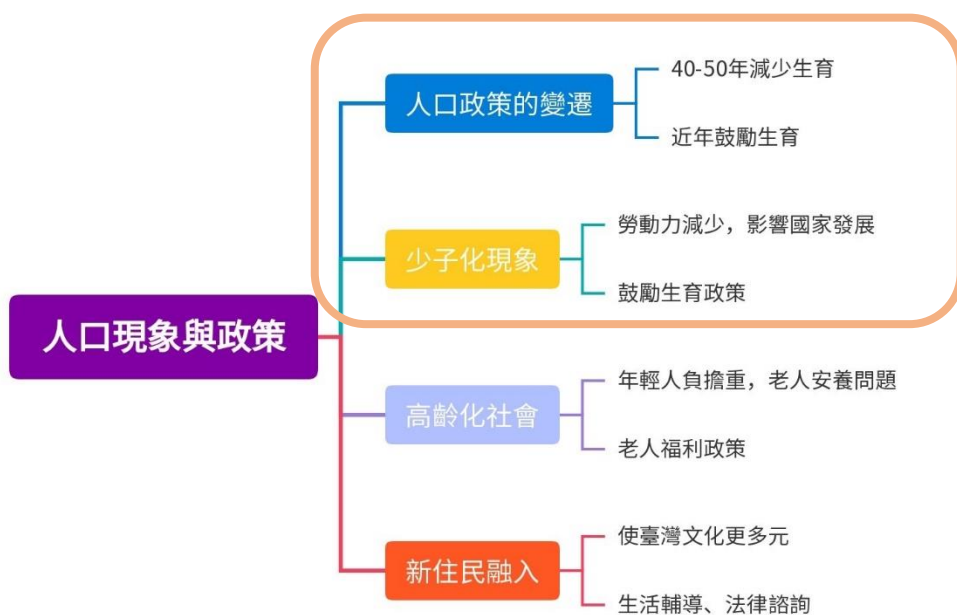 人口現象與政策
人口政策的變遷
40-50年減少生育
近年鼓勵生育
少子化現象
勞動力減少，影響國家發展
鼓勵生育政策
高齡化社會
年輕人負擔重，老人安養問題
老人福利政策
新住民融入
使臺灣文化更多元
生活輔導、法律諮詢